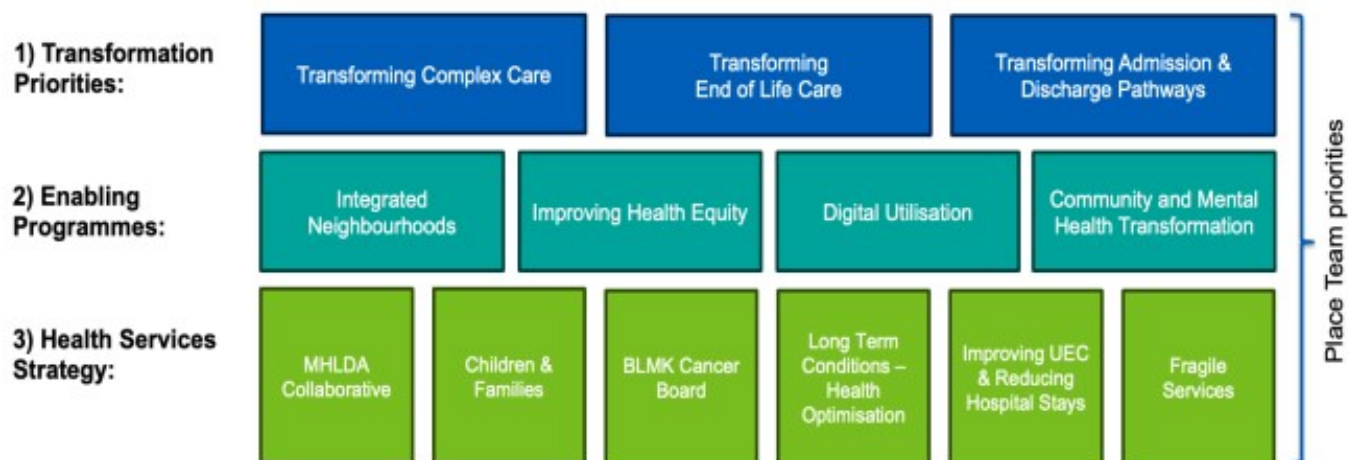 1) Transformation
Priorities:
Transforming Complex Care
Transforming
End of Life Care
Transforming Admission &
Discharge Pathways
2) Enabling
Programmes:
Integrated
Neighbourhoods
Improving Health Equity
Digital Utilisation
Community and Mental
Health Transformation
3) Health Services
Strategy:
MHLDA
Collaborative
Children &
Families
BLMK Cancer
Board
Long Term
Conditions –
Health
Optimisation
Improving UEC
& Reducing
Hospital Stays
Fragile
Services
Place Team priorities